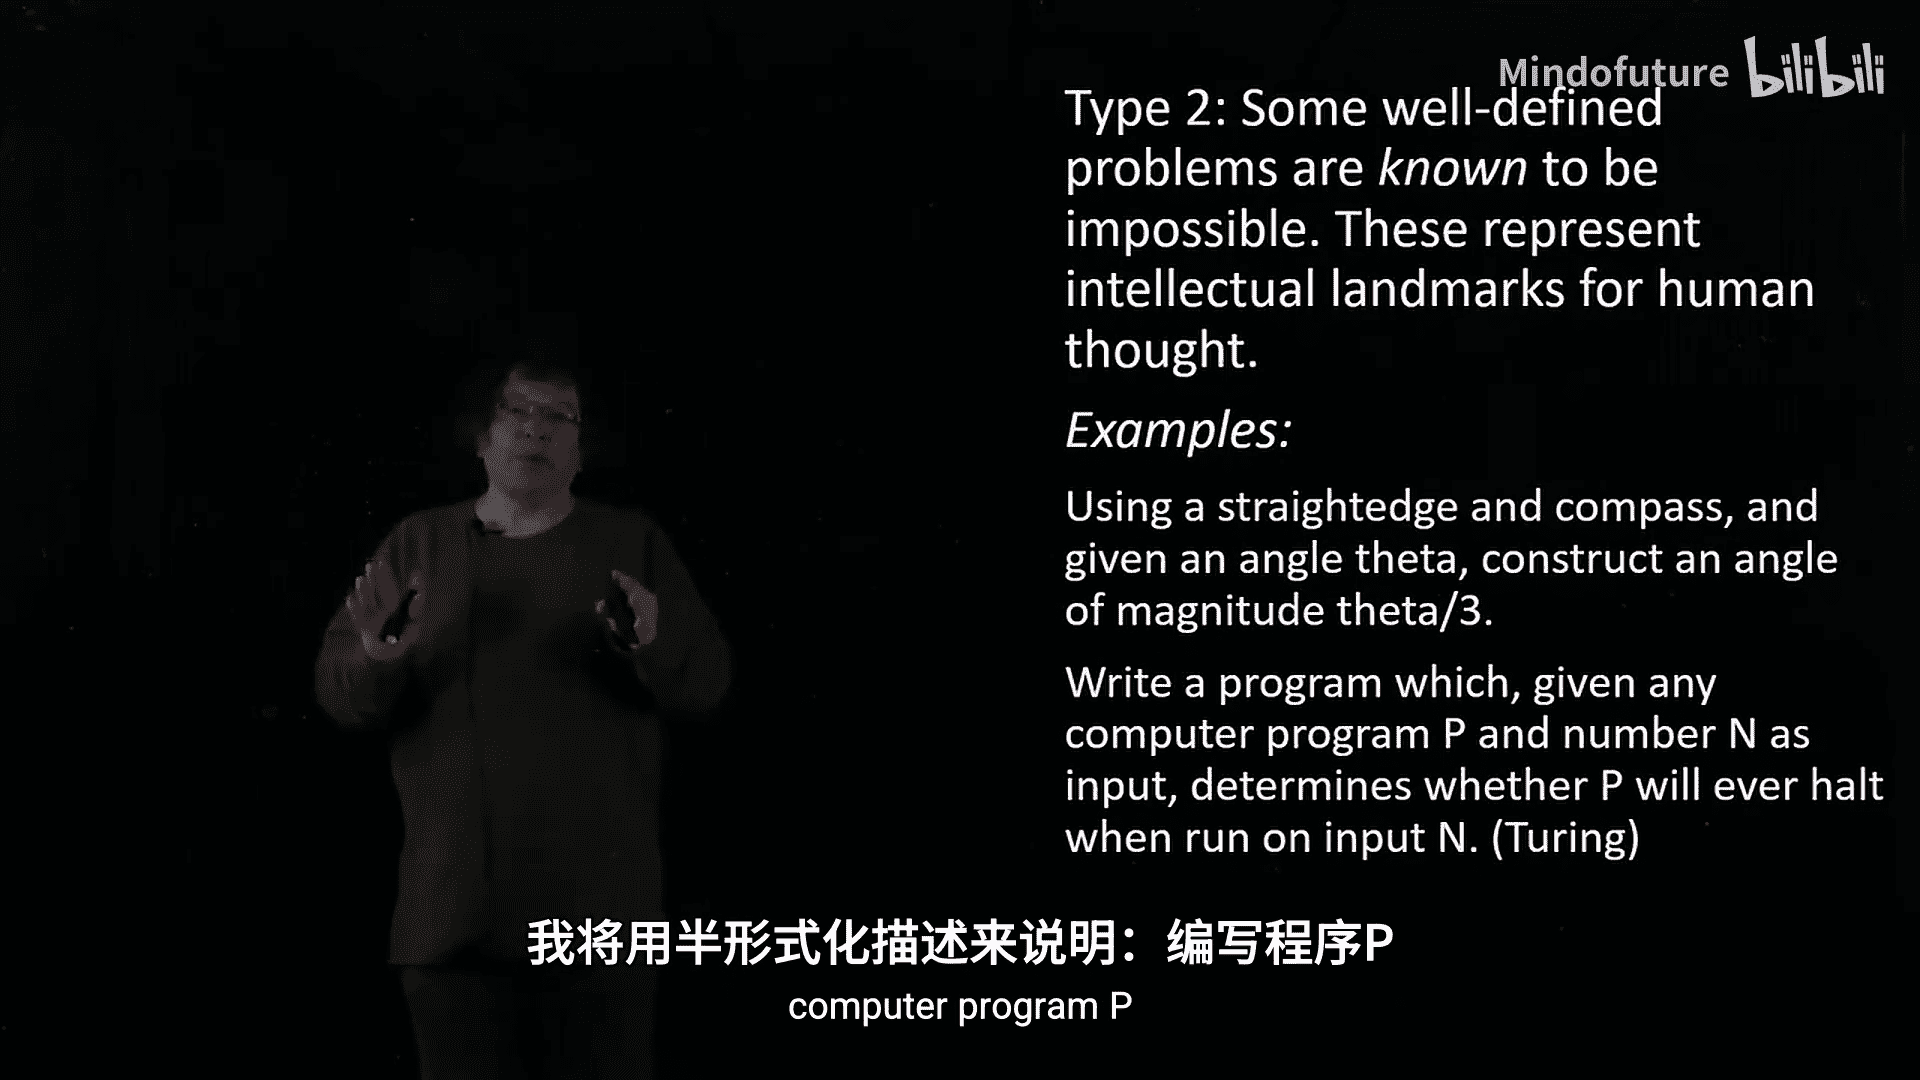 Mindofuture bilibili
Type 2: Some well-defined
problems are known to be
impossible. These represent
intellectual landmarks for human
thought.
Examples:
Using a straightedge and compass, and
given an angle theta, construct an angle
of magnitude theta/3.
Write a program which, given any
computer program P and number N as
input, determines whether P will ever halt
when run on input N. (Turing)
我将用半形式化描述来说明：编写程序P
computer program P